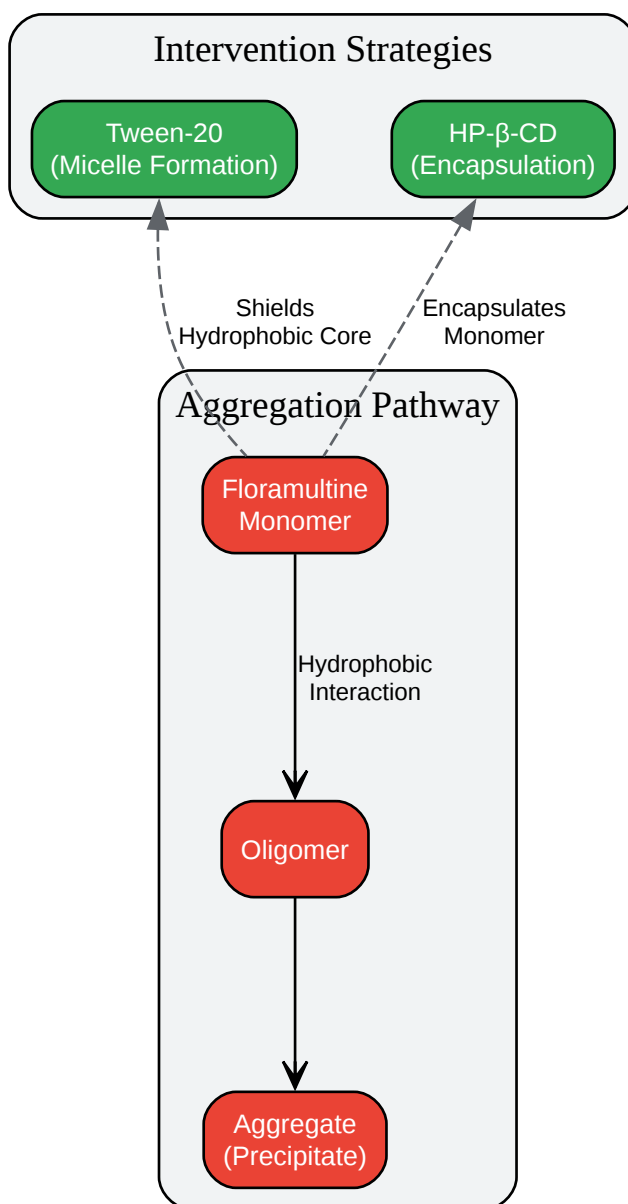 Intervention Strategies
Tween-20
(Micelle Formation)
HP-β-CD
(Encapsulation)
Shields
Hydrophobic Core
Encapsulates
Monomer
Aggregation Pathway
Floramultine
Monomer
Hydrophobic
Interaction
Oligomer
Aggregate
(Precipitate)